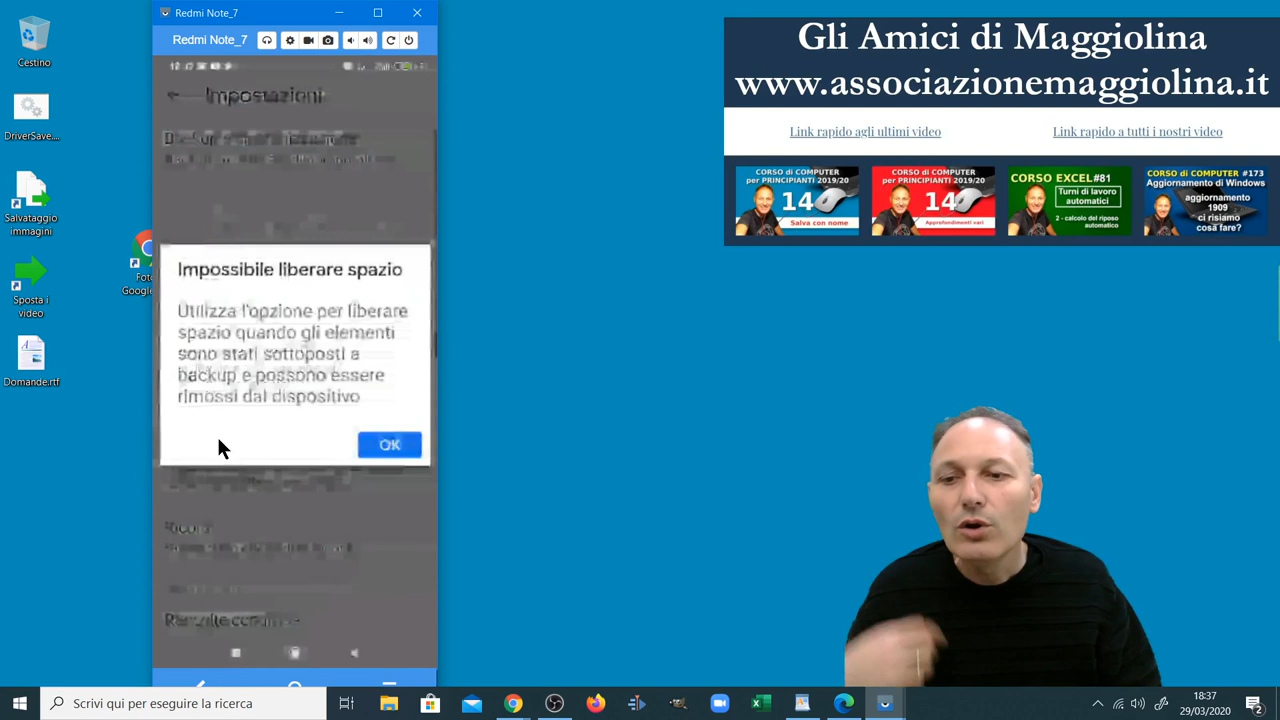 Redmi Note_7
Redmi Note_7
Impostazioni
Impossibile liberare spazio
Utilizza l'opzione per liberare
spazio quando gli elementi
sono stati sottoposti a
backup e possono essere
rimossi dal dispositivo
OK
Cestino
DriverSave....
Salvataggio
immagini
Sposta i
video
Domande.rtf
Foto
Google
Gli Amici di Maggiolina
www.associazionemaggiolina.it
Link rapido agli ultimi video
Link rapido a tutti i nostri video
CORSO di COMPUTER
per PRINCIPIANTI 2019/20
14
Salva con nome
CORSO di COMPUTER
per PRINCIPIANTI 2019/20
14
Approfondimenti vari
CORSO EXCEL#81
Turni di lavoro
automatici
2 - calcolo del riposo
automatico
CORSO di COMPUTER #173
Aggiornamento di Windows
aggiornamento
1909
ci risiamo
cosa fare?
Scrivi qui per eseguire la ricerca
18:37
29/03/2020
2